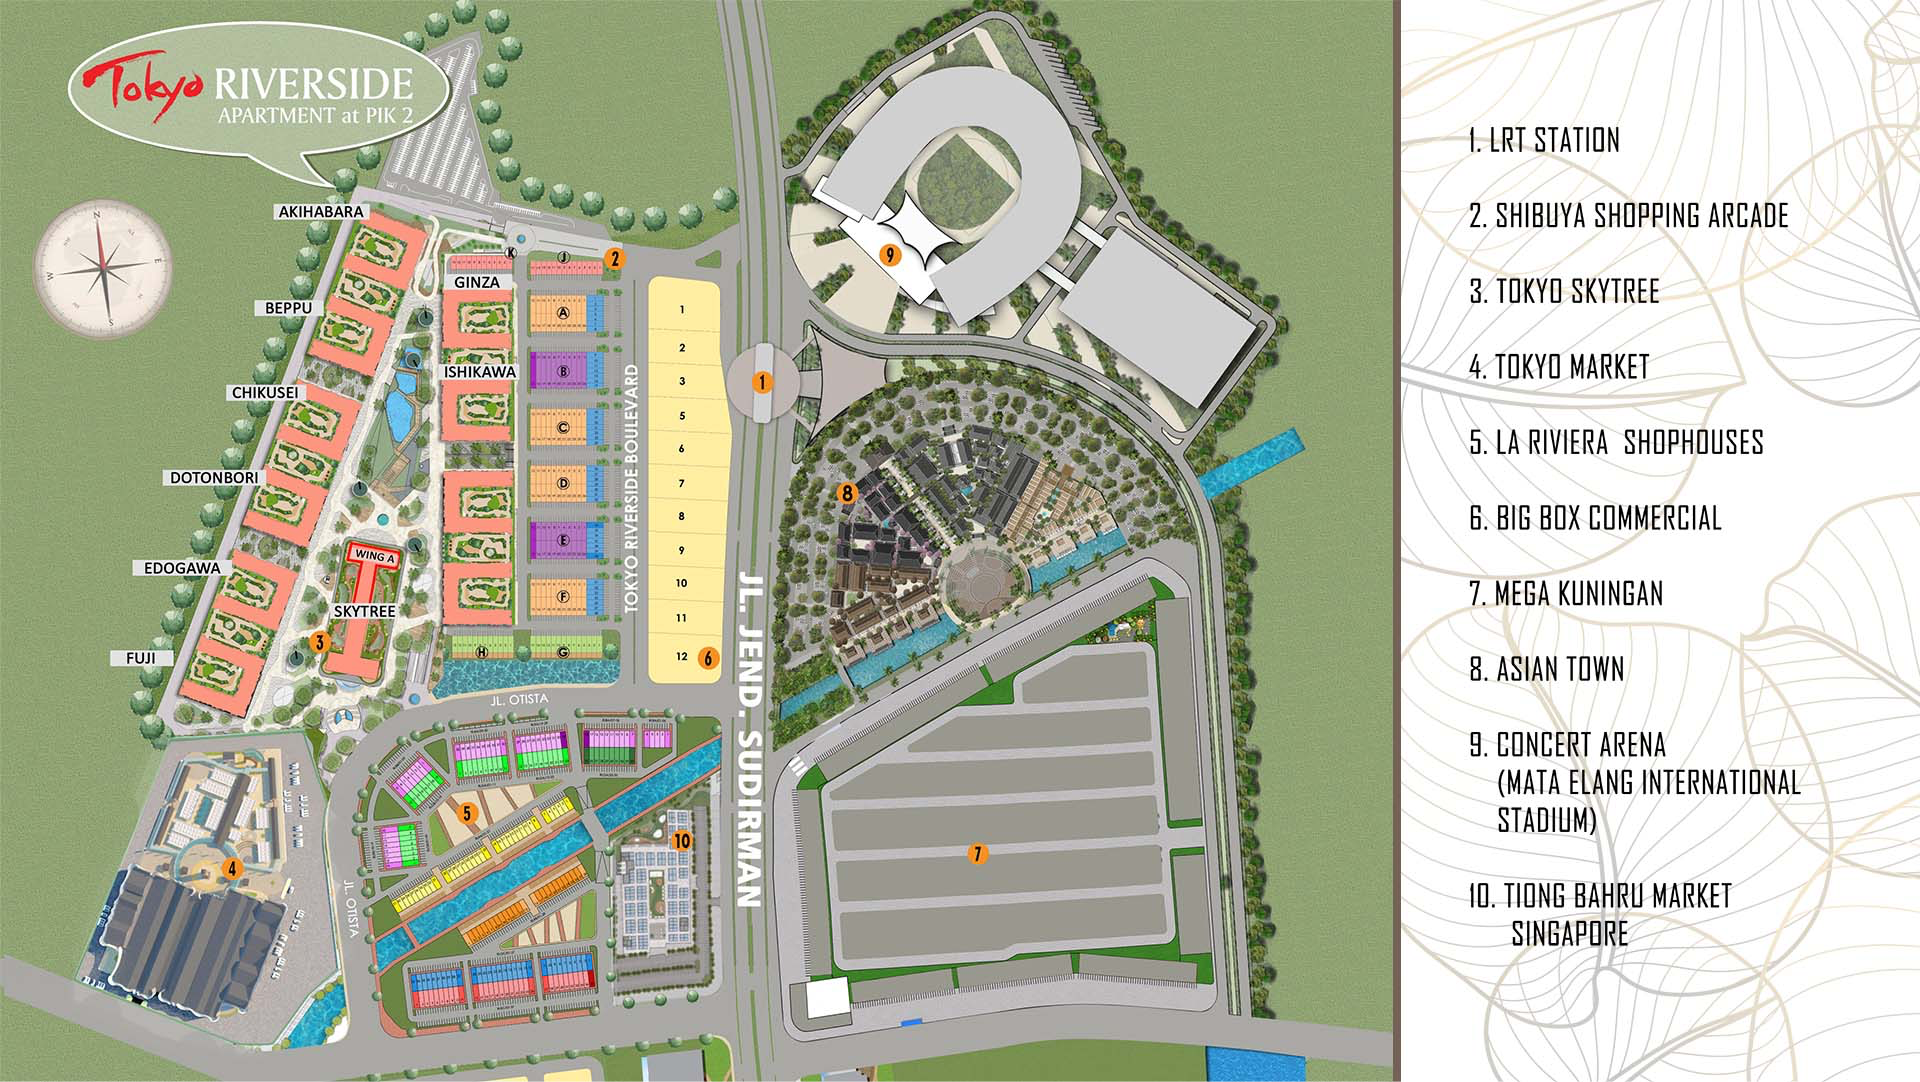 Tokyo RIVERSIDE
APARTMENT at PIK 2
N
E
S
W
AKIHABARA
BEPPU
CHIKUSEI
DOTONBORI
EDOGAWA
FUJI
K
J
2
GINZA
ISHIKAWA
A
B
C
D
E
F
H
G
WING A
SKYTREE
3
TOKYO RIVERSIDE BOULEVARD
1
2
3
5
6
7
8
9
10
11
12
6
1
JL. JEND. SUDIRMAN
9
8
7
JL. OTISTA
JL. OTISTA
5
10
4
1. LRT STATION
2. SHIBUYA SHOPPING ARCADE
3. TOKYO SKYTREE
4. TOKYO MARKET
5. LA RIVIERA SHOPHOUSES
6. BIG BOX COMMERCIAL
7. MEGA KUNINGAN
8. ASIAN TOWN
9. CONCERT ARENA
(MATA ELANG INTERNATIONAL
STADIUM)
10. TIONG BAHRU MARKET
SINGAPORE